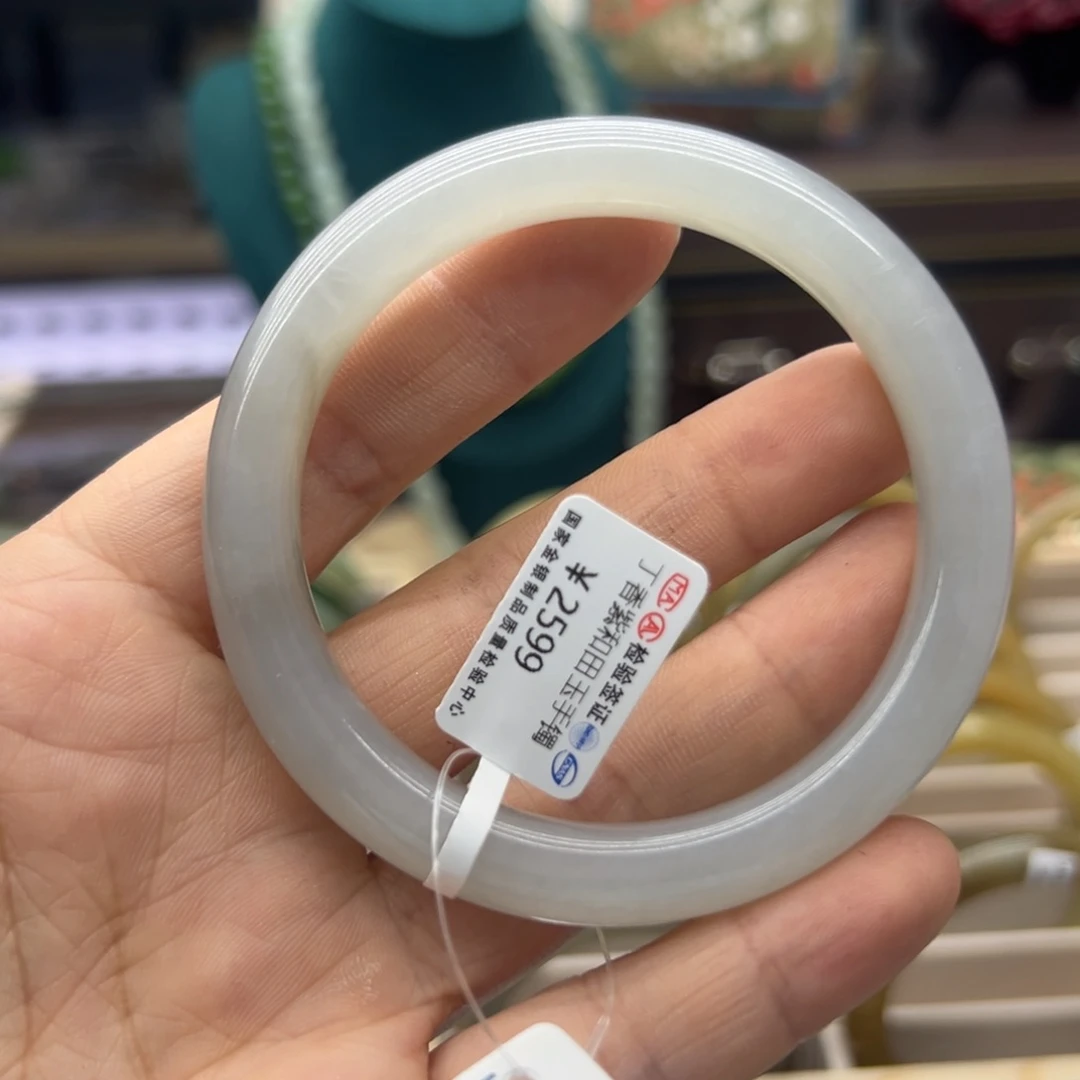 MA A 检验签证
丁香紫和田玉手镯
￥2599
国家金银制品质量检验中心